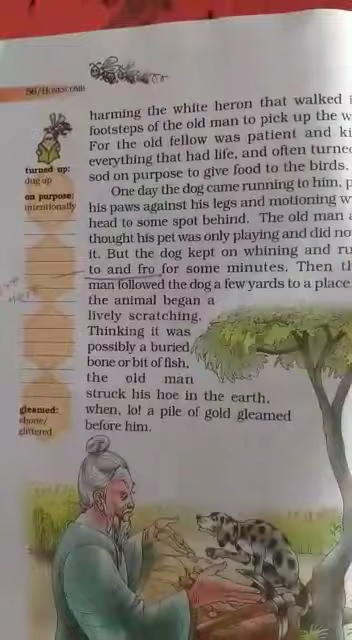 56/HONEYCOMB
harming the white heron that walked
footsteps of the old man to pick up the
For the old fellow was patient and
everything that had life, and often
sod on purpose to give food to the birds.
One day the dog came running to him,
his paws against his legs and motioning
head to some spot behind. The old man
thought his pet was only playing and did
it. But the dog kept on whining and
to and fro for some minutes. Then
man followed the dog a few yards to a place
the animal began a
lively scratching.
Thinking it was
possibly a buried
bone or bit of fish,
the old man
struck his hoe in the earth,
when, lo! a pile of gold gleamed
before him.
turned up:
dug up
on purpose:
intentionally
gleamed:
shone/
glittered